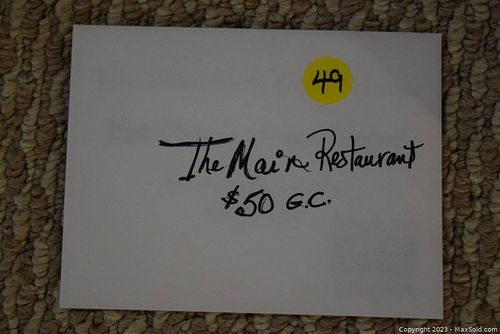 49
The Main Restaurant
$50 G.C.
Copyright 2023 - MaxSold.com